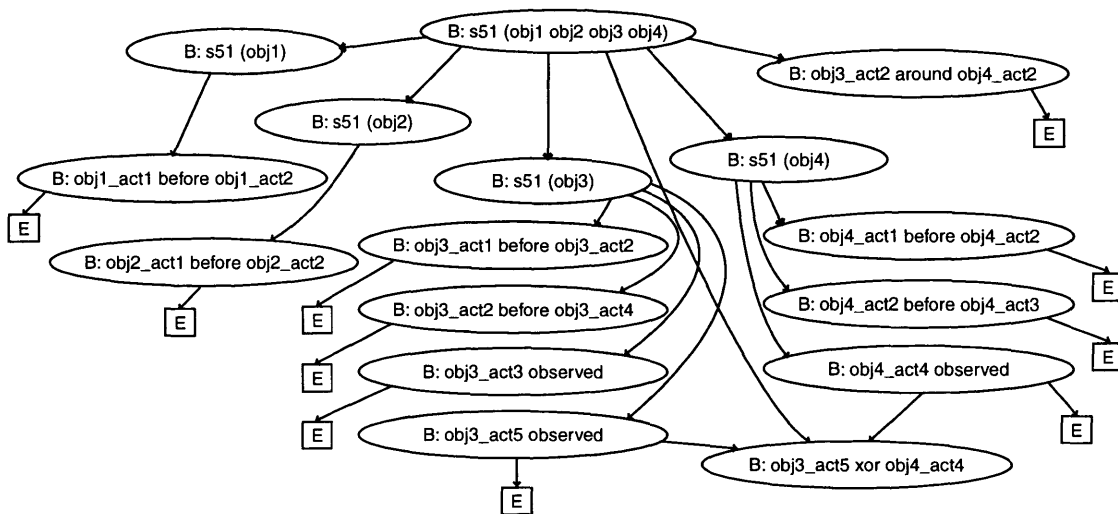 B: s51 (obj1 obj2 obj3 obj4)
B: s51 (obj1)
B: obj3_act2 around obj4_act2
E
B: s51 (obj2)
B: s51 (obj4)
B: obj1_act1 before obj1_act2
B: s51 (obj3)
E
B: obj3_act1 before obj3_act2
B: obj4_act1 before obj4_act2
B: obj2_act1 before obj2_act2
E
E
E
B: obj3_act2 before obj3_act4
B: obj4_act2 before obj4_act3
E
E
B: obj3_act3 observed
B: obj4_act4 observed
E
E
B: obj3_act5 observed
B: obj3_act5 xor obj4_act4
E